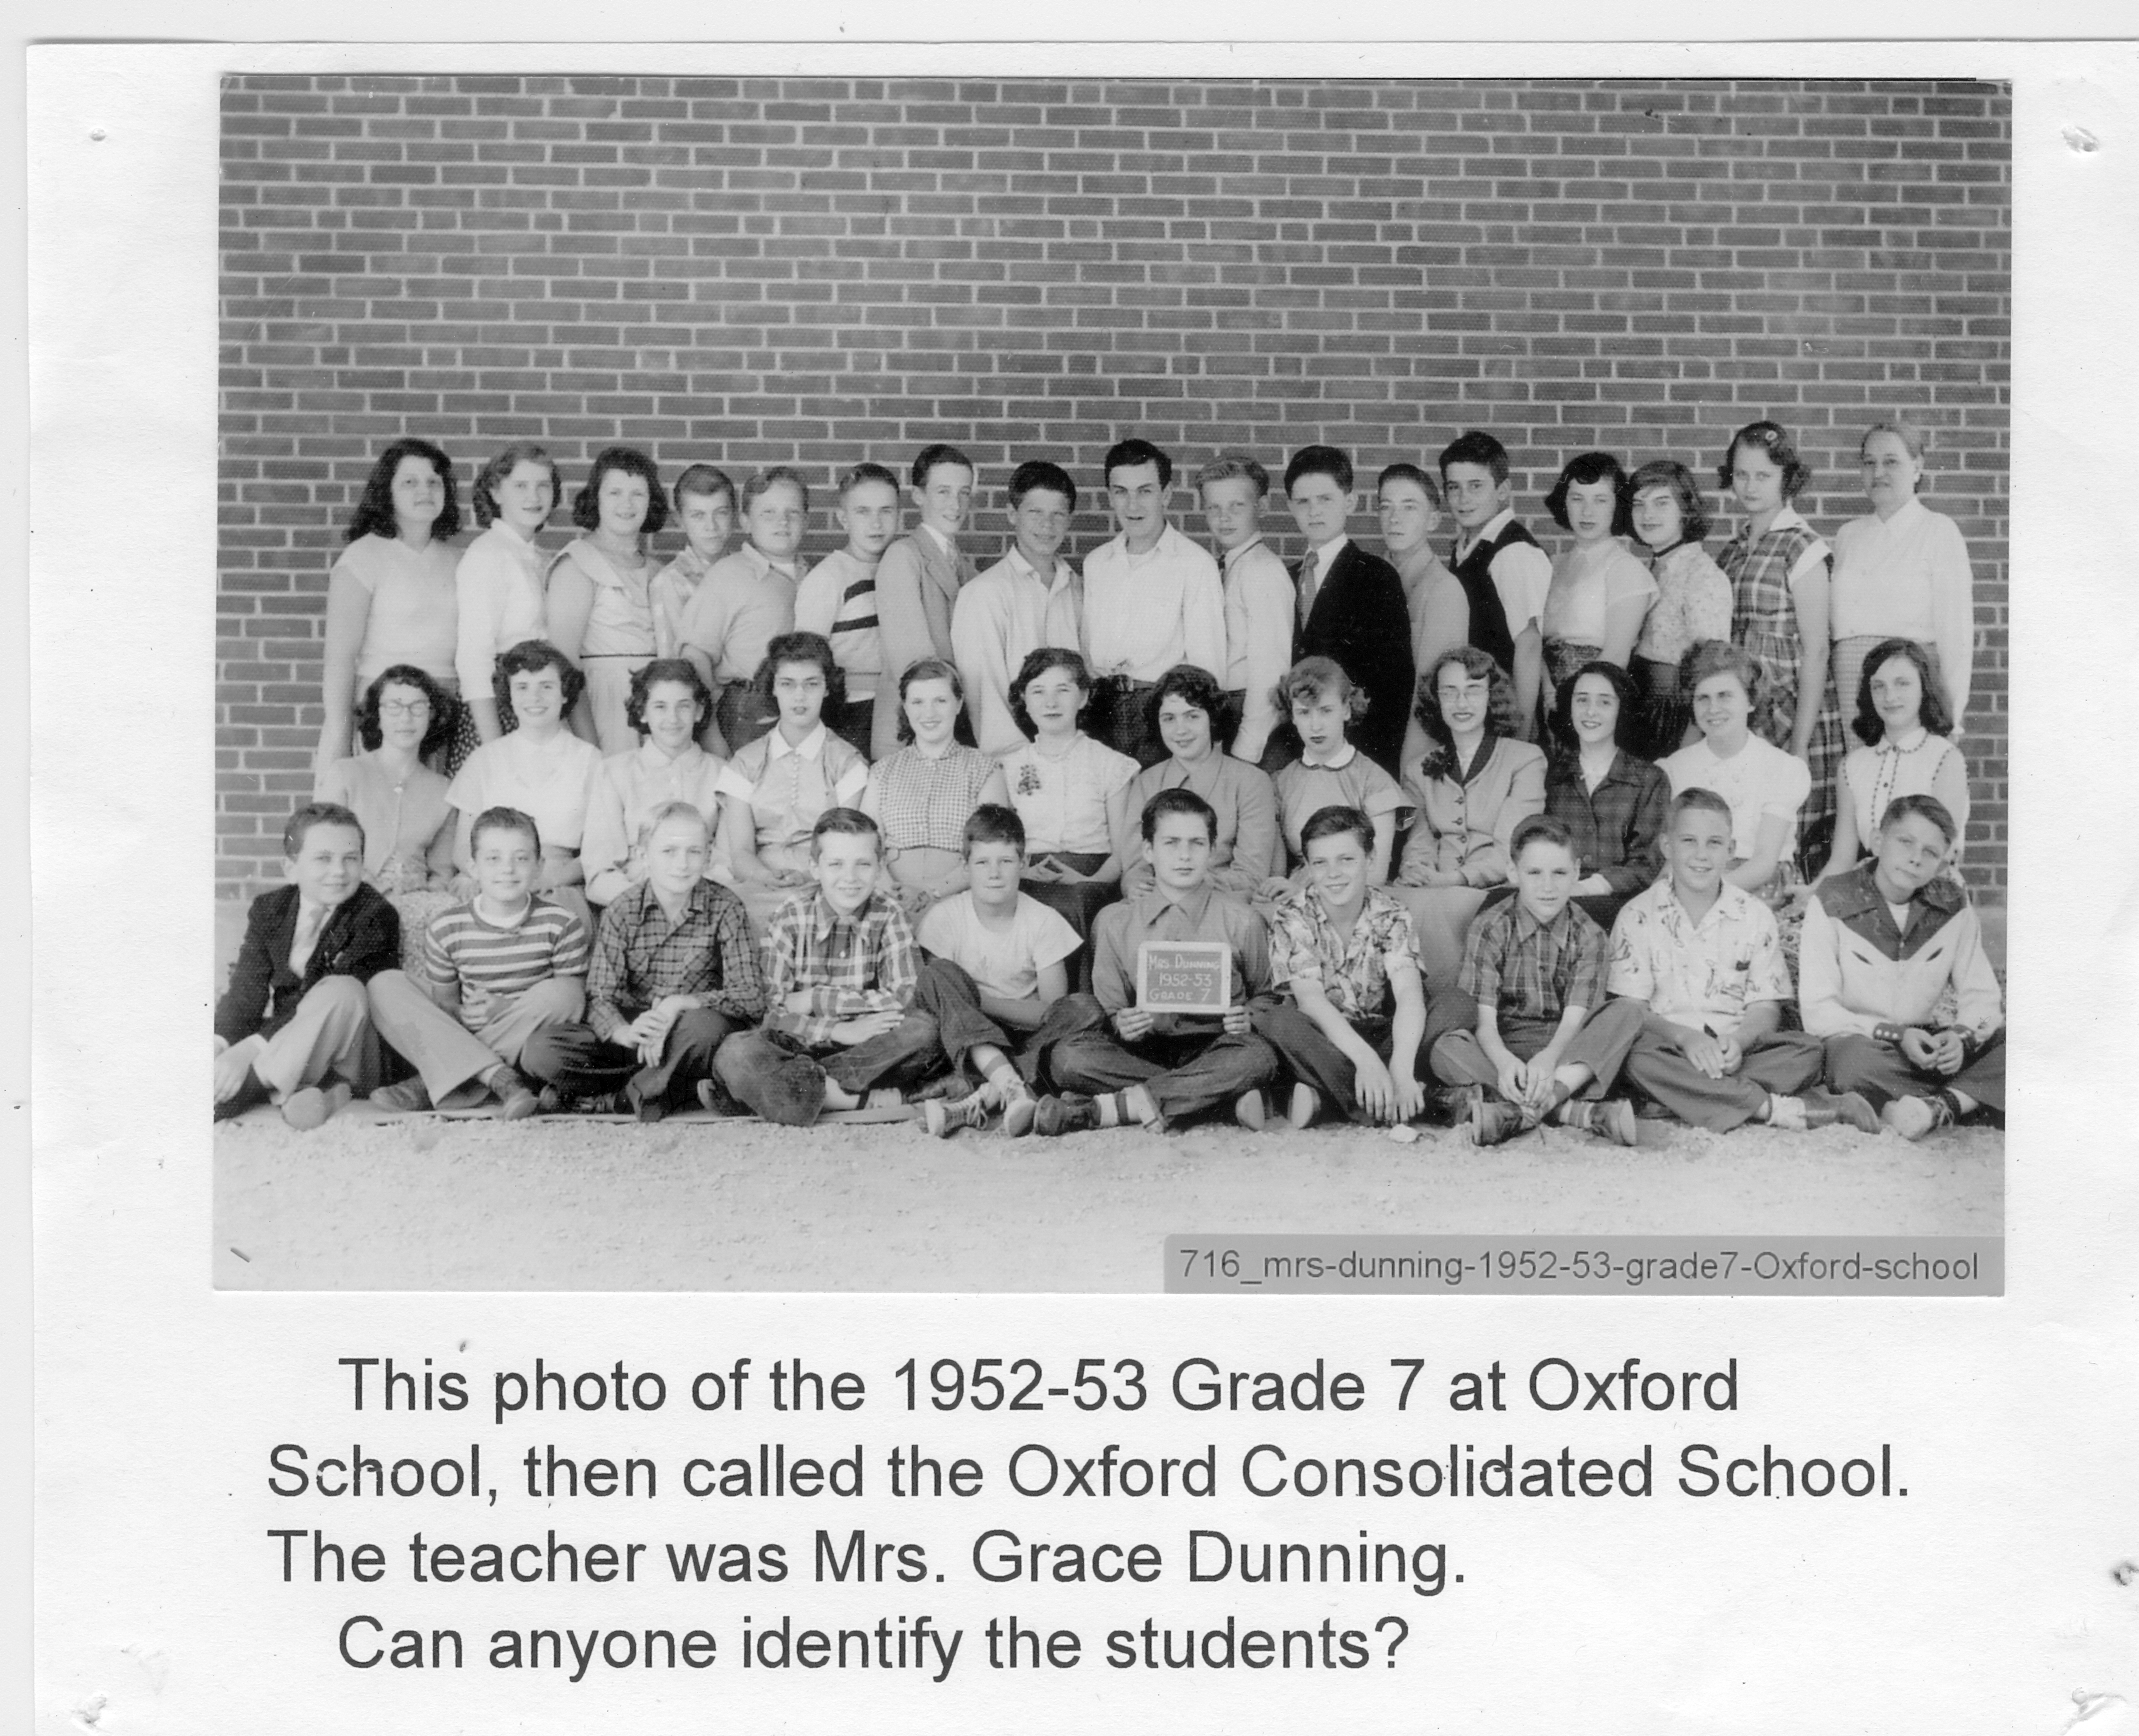 MRS. DUNNING
1952-53
GRADE 7
716_mrs-dunning-1952-53-grade7-Oxford-school
This photo of the 1952-53 Grade 7 at Oxford
School, then called the Oxford Consolidated School.
The teacher was Mrs. Grace Dunning.
Can anyone identify the students?